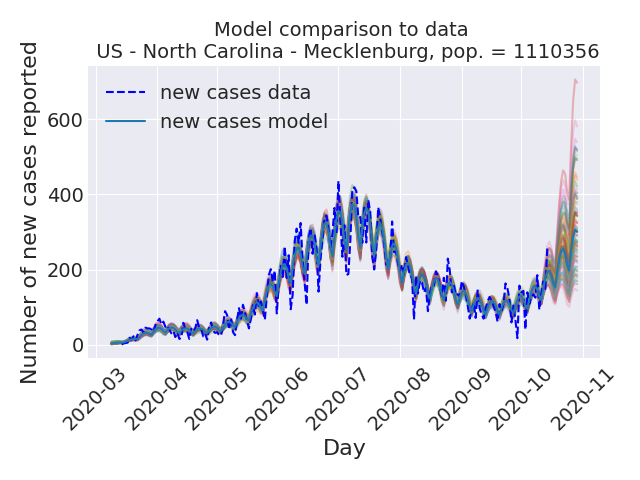 Model comparison to data
US - North Carolina - Mecklenburg, pop. = 1110356
Number of new cases reported
new cases data
new cases model
600
400
200
0
2020-03
2020-04
2020-05
2020-06
2020-07
2020-08
2020-09
2020-10
2020-11
Day